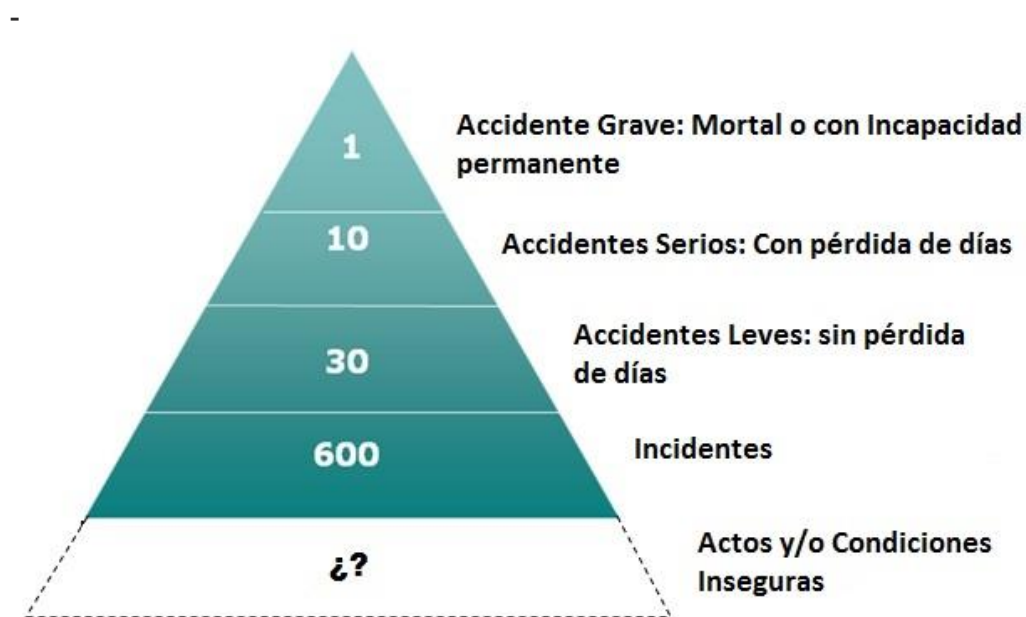 -
1
Accidente Grave: Mortal o con Incapacidad
permanente
10
Accidentes Serios: Con pérdida de días
30
Accidentes Leves: sin pérdida
de días
600
Incidentes
¿?
Actos y/o Condiciones
Inseguras